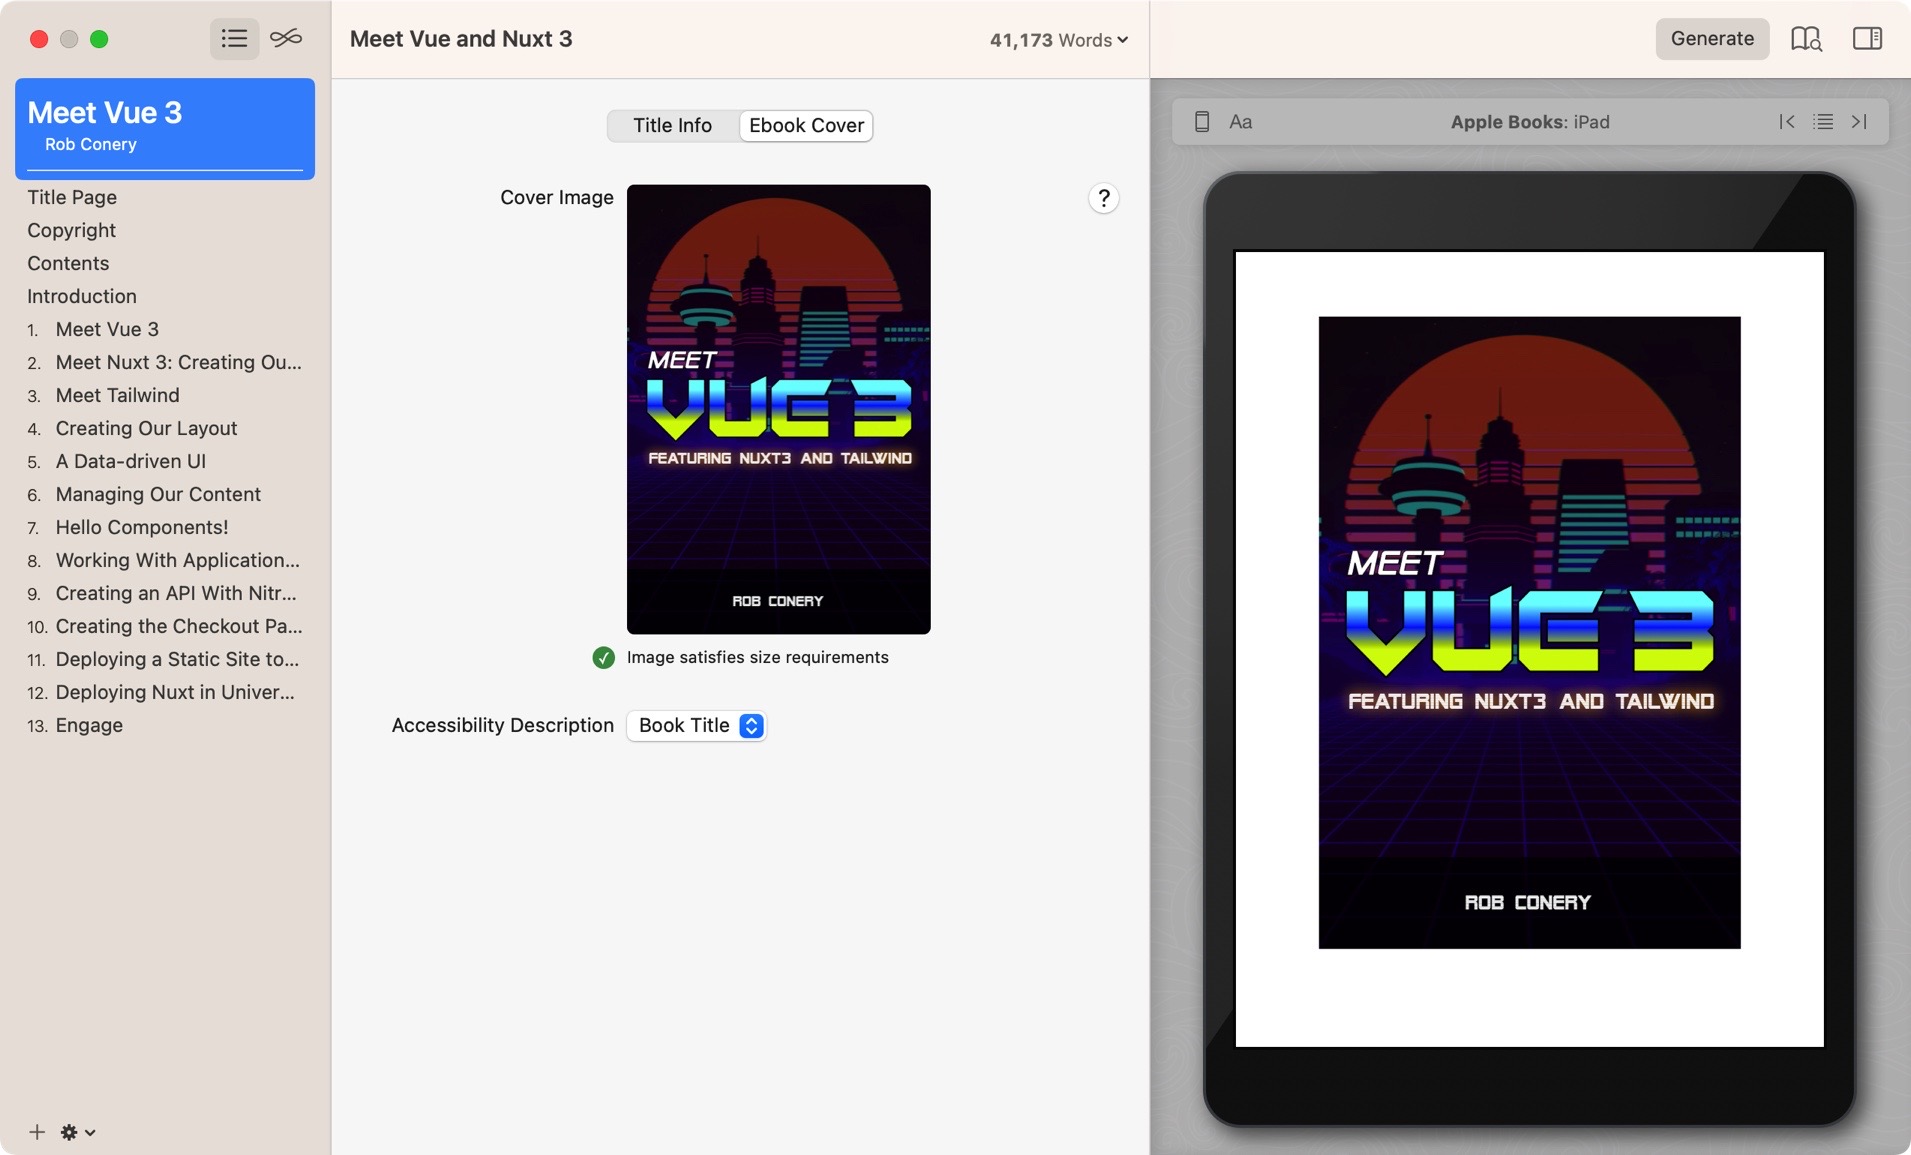 Meet Vue 3
Rob Conery
Title Page
Copyright
Contents
Introduction
1. Meet Vue 3
2. Meet Nuxt 3: Creating Ou...
3. Meet Tailwind
4. Creating Our Layout
5. A Data-driven UI
6. Managing Our Content
7. Hello Components!
8. Working With Application...
9. Creating an API With Nitr...
10. Creating the Checkout Pa...
11. Deploying a Static Site to...
12. Deploying Nuxt in Univer...
13. Engage
Meet Vue and Nuxt 3
41,173 Words
Title Info
Ebook Cover
Cover Image
?
MEET
VUE 3
FEATURING NUXT3 AND TAILWIND
ROB CONERY
Image satisfies size requirements
Accessibility Description
Book Title
Generate
Aa
Apple Books: iPad
MEET
VUE 3
FEATURING NUXT3 AND TAILWIND
ROB CONERY